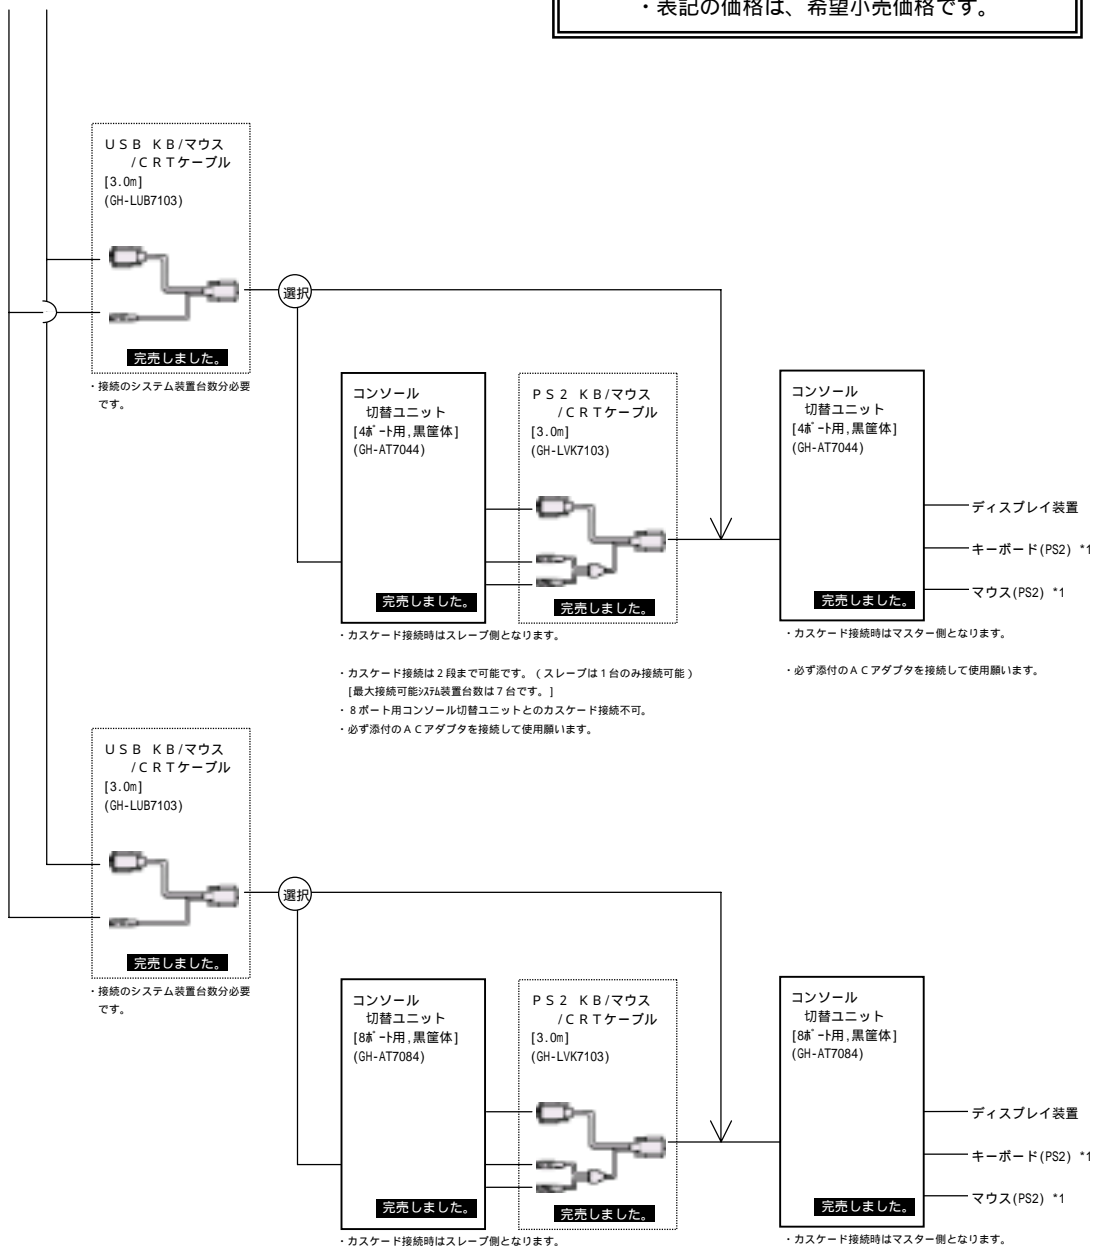 ・表記の価格は、希望小売価格です。
ＵＳＢ ＫＢ/マウス
/ＣＲＴケーブル
[3.0m]
(GH-LUB7103)
完売しました。
・接続のシステム装置台数分必要
です。
選択
コンソール
切替ユニット
[4ﾎﾟｰﾄ用,黒筐体]
(GH-AT7044)
完売しました。
・カスケード接続時はスレーブ側となります。
・カスケード接続は２段まで可能です。（スレーブは１台のみ接続可能）
[最大接続可能ｼｽﾃﾑ装置台数は７台です。]
・８ポート用コンソール切替ユニットとのカスケード接続不可。
・必ず添付のＡＣアダプタを接続して使用願います。
ＰＳ２ ＫＢ/マウス
/ＣＲＴケーブル
[3.0m]
(GH-LVK7103)
完売しました。
コンソール
切替ユニット
[4ﾎﾟｰﾄ用,黒筐体]
(GH-AT7044)
完売しました。
・カスケード接続時はマスター側となります。
・必ず添付のＡＣアダプタを接続して使用願います。
ディスプレイ装置
キーボード(PS2) *1
マウス(PS2) *1
ＵＳＢ ＫＢ/マウス
/ＣＲＴケーブル
[3.0m]
(GH-LUB7103)
完売しました。
・接続のシステム装置台数分必要
です。
選択
コンソール
切替ユニット
[8ﾎﾟｰﾄ用,黒筐体]
(GH-AT7084)
完売しました。
・カスケード接続時はスレーブ側となります。
ＰＳ２ ＫＢ/マウス
/ＣＲＴケーブル
[3.0m]
(GH-LVK7103)
完売しました。
コンソール
切替ユニット
[8ﾎﾟｰﾄ用,黒筐体]
(GH-AT7084)
完売しました。
・カスケード接続時はマスター側となります。
ディスプレイ装置
キーボード(PS2) *1
マウス(PS2) *1